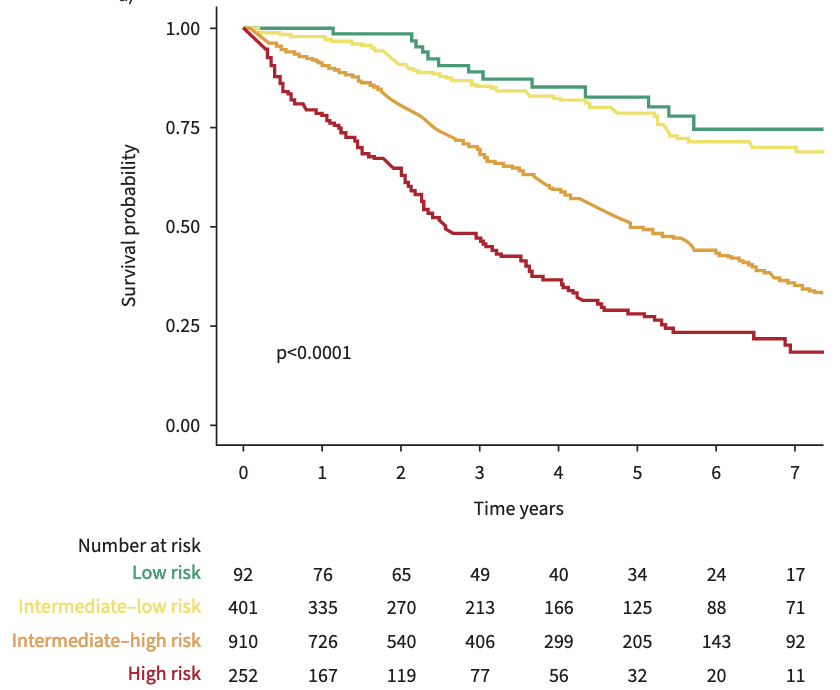 1.00
0.75
0.50
0.25
0.00
Survival probability
p<0.0001
0 1 2 3 4 5 6 7
Time years
Number at risk
Low risk 92 76 65 49 40 34 24 17
Intermediate–low risk 401 335 270 213 166 125 88 71
Intermediate–high risk 910 726 540 406 299 205 143 92
High risk 252 167 119 77 56 32 20 11